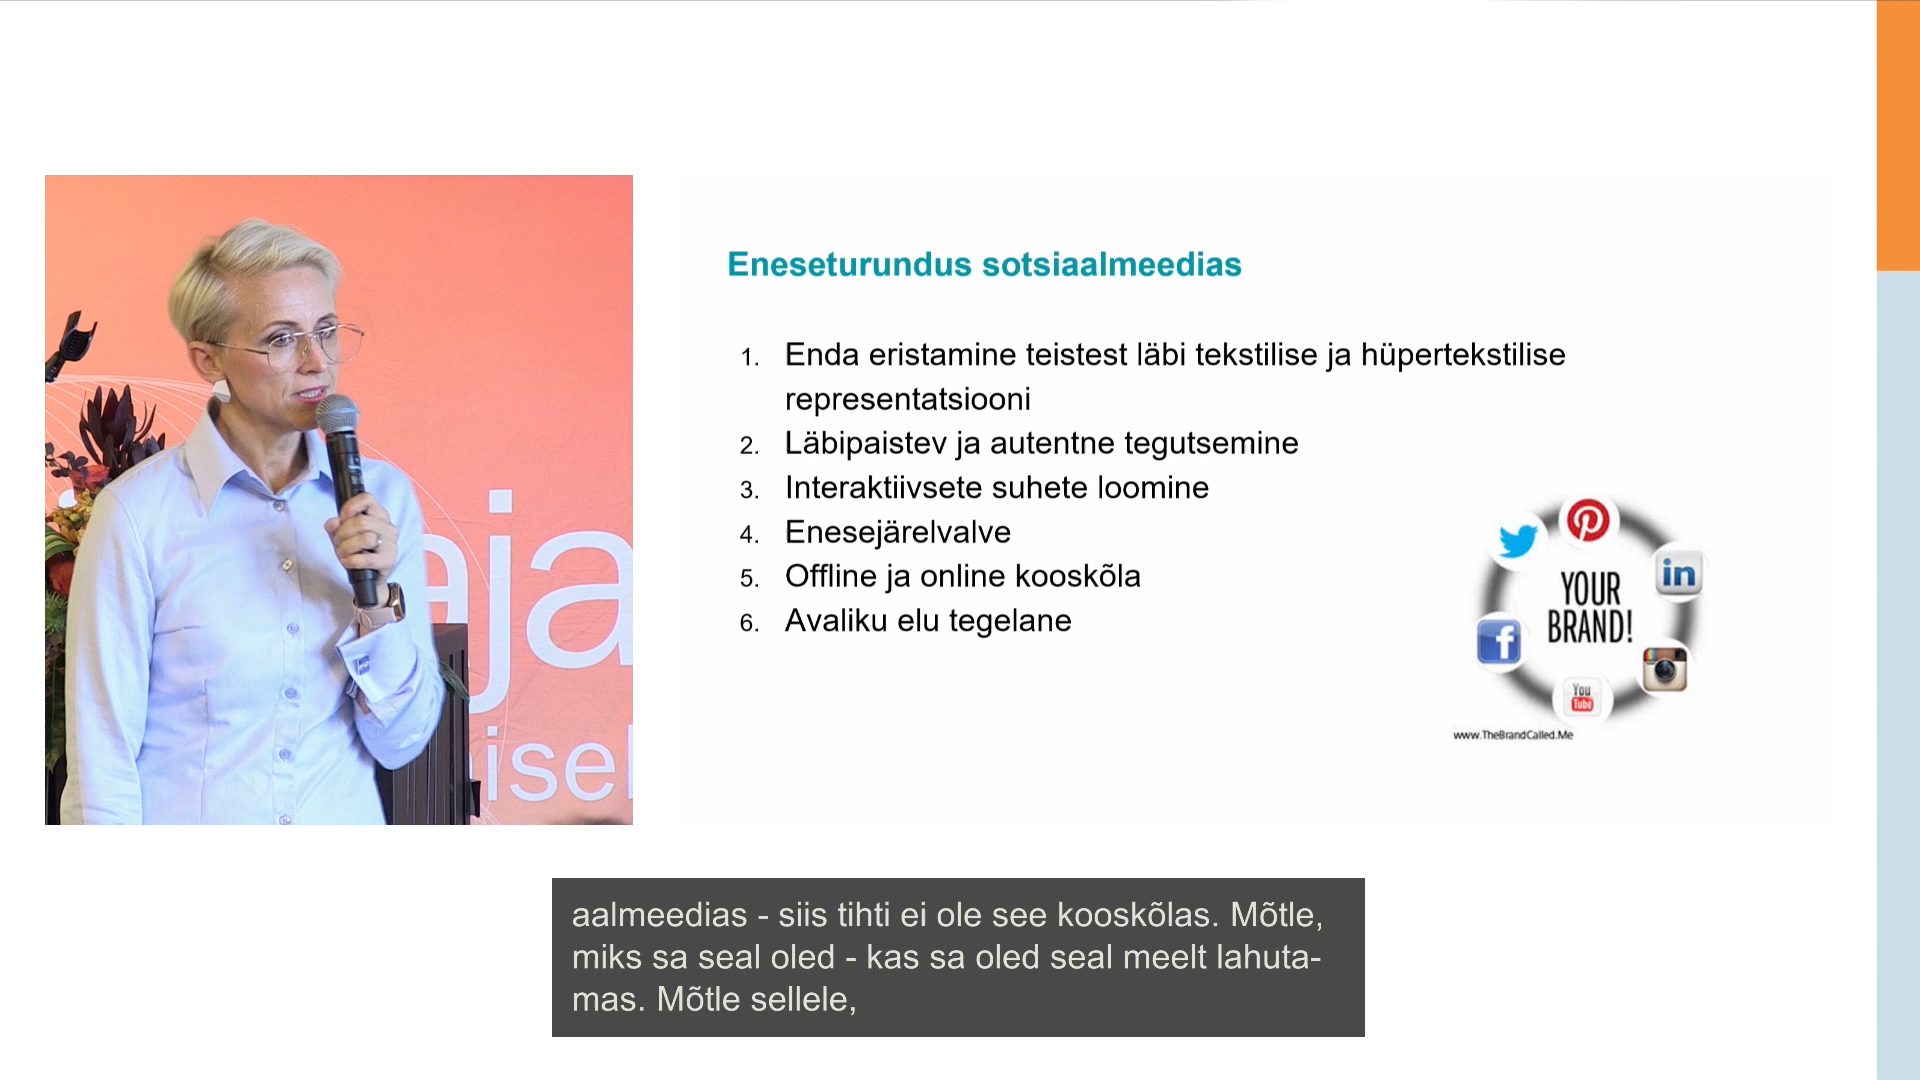 Eneseturundus sotsiaalmeedias
1. Enda eristamine teistest läbi tekstilise ja hüpertekstilise
representatsiooni
2. Läbipaistev ja autentne tegutsemine
3. Interaktiivsete suhete loomine
4. Enesejärelvalve
5. Offline ja online kooskõla
6. Avaliku elu tegelane
in
YOUR
BRAND!
f
You
Tube
www.TheBrandCalled.Me
aja
isel
aalmeedias - siis tihti ei ole see kooskõlas. Mõtle,
miks sa seal oled - kas sa oled seal meelt lahuta-
mas. Mõtle sellele,